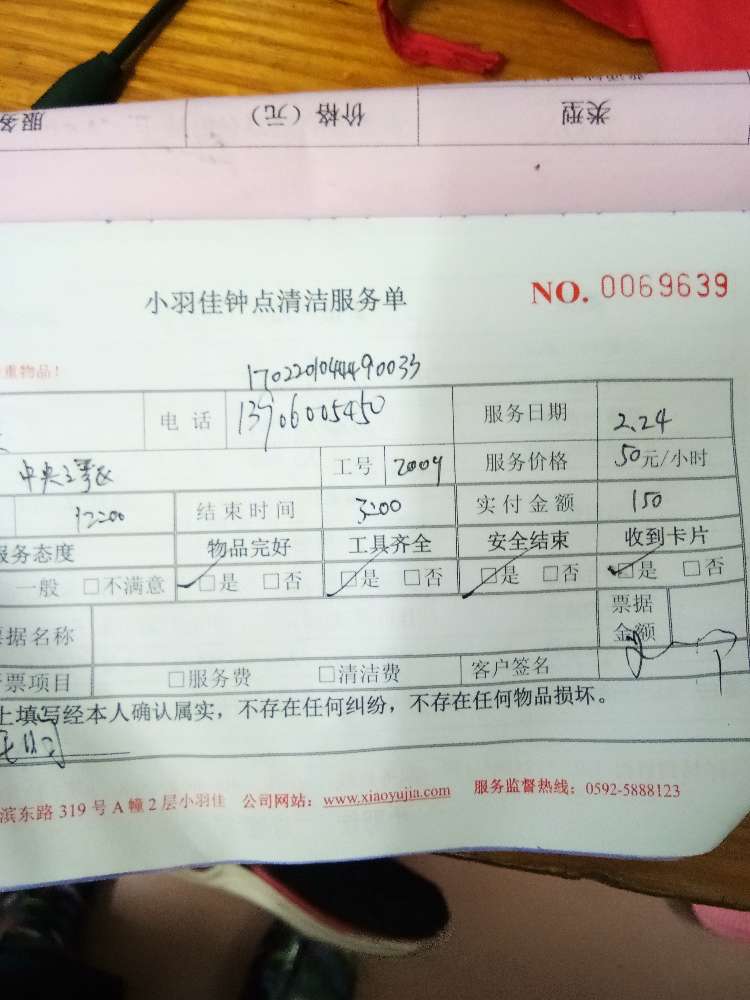 服务 价格（元） 类型
小羽佳钟点清洁服务单 NO. 0069639
重物品！
170220104490033
电话 13906005450 服务日期 2.24
中央 工号 2009 服务价格 50元/小时
12:00 结束时间 3:00 实付金额 150
服务态度 物品完好 工具齐全 安全结束 收到卡片
一般 □不满意 □是 □否 □是 □否 □是 □否 □是 □否
票据名称 票据金额
票项目 □服务费 □清洁费 客户签名
上填写经本人确认属实，不存在任何纠纷，不存在任何物品损坏。
滨东路 319 号 A 幢 2 层小羽佳 公司网站：www.xiaoyujia.com 服务监督热线：0592-5888123